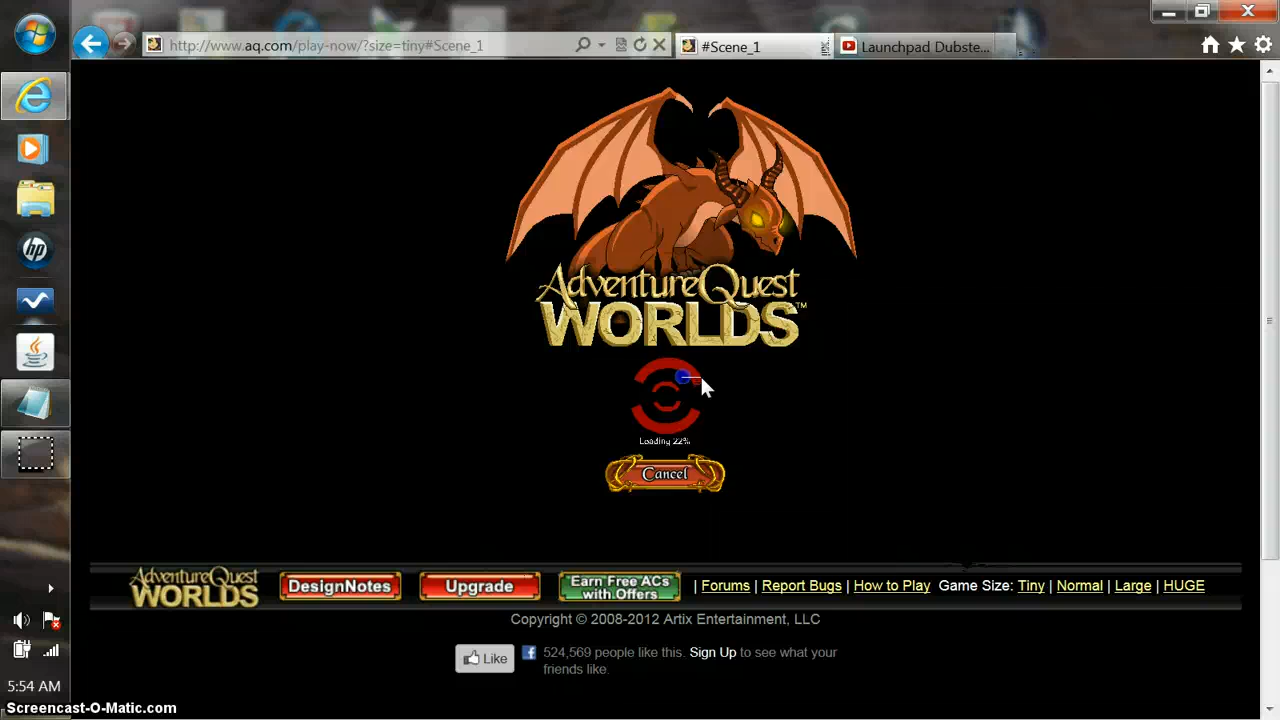 http://www.aq.com/play-now/?size=tiny#Scene_1
#Scene_1
Launchpad Dubste...
AdventureQuest
WORLDS™
Loading 22%
Cancel
AdventureQuest
WORLDS
DesignNotes
Upgrade
Earn Free ACs
with Offers
| Forums | Report Bugs | How to Play Game Size: Tiny | Normal | Large | HUGE
Copyright © 2008-2012 Artix Entertainment, LLC
Like
524,569 people like this. Sign Up to see what your
friends like.
hp
5:54 AM
Screencast-O-Matic.com